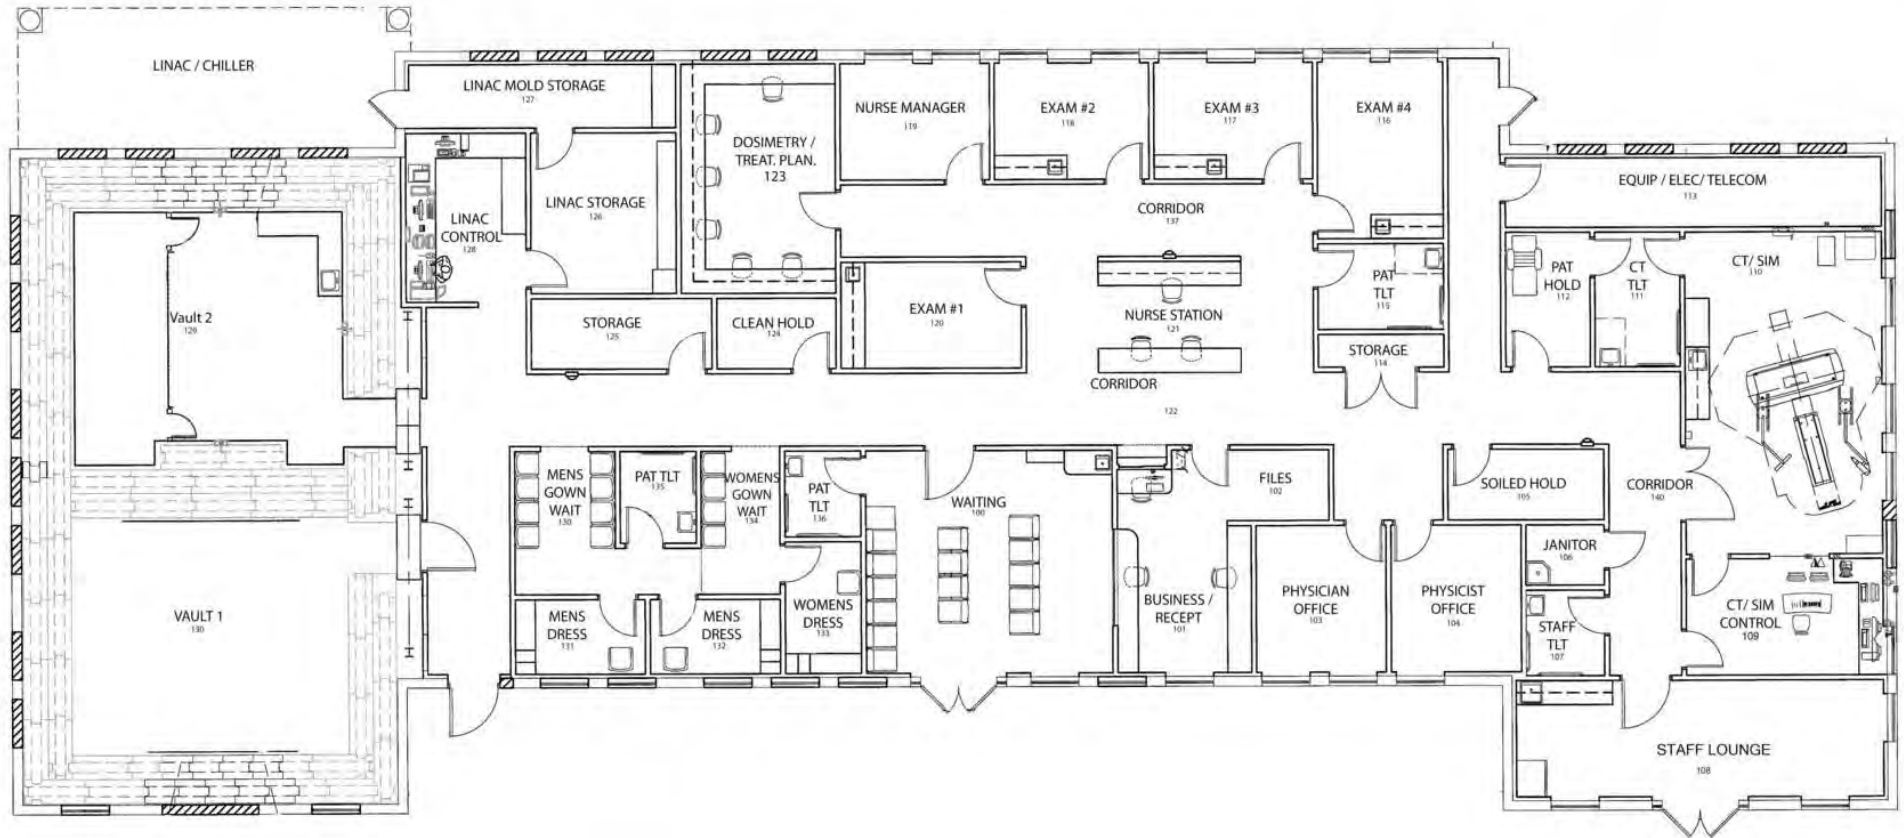 LINAC / CHILLER
LINAC MOLD STORAGE
127
DOSIMETRY /
TREAT. PLAN.
123
NURSE MANAGER
119
EXAM #2
118
EXAM #3
117
EXAM #4
116
EQUIP / ELEC/ TELECOM
113
LINAC
CONTROL
128
LINAC STORAGE
126
CORRIDOR
137
PAT
TLT
115
PAT
HOLD
112
CT
TLT
111
CT/ SIM
110
Vault 2
129
STORAGE
125
CLEAN HOLD
124
EXAM #1
120
NURSE STATION
121
STORAGE
114
CORRIDOR
122
MENS
GOWN
WAIT
130
PAT TLT
135
WOMENS
GOWN
WAIT
134
PAT
TLT
136
WAITING
100
FILES
102
SOILED HOLD
105
CORRIDOR
140
JANITOR
106
VAULT 1
130
MENS
DRESS
131
MENS
DRESS
132
WOMENS
DRESS
133
BUSINESS /
RECEPT
101
PHYSICIAN
OFFICE
103
PHYSICIST
OFFICE
104
STAFF
TLT
107
CT/ SIM
CONTROL
109
STAFF LOUNGE
108